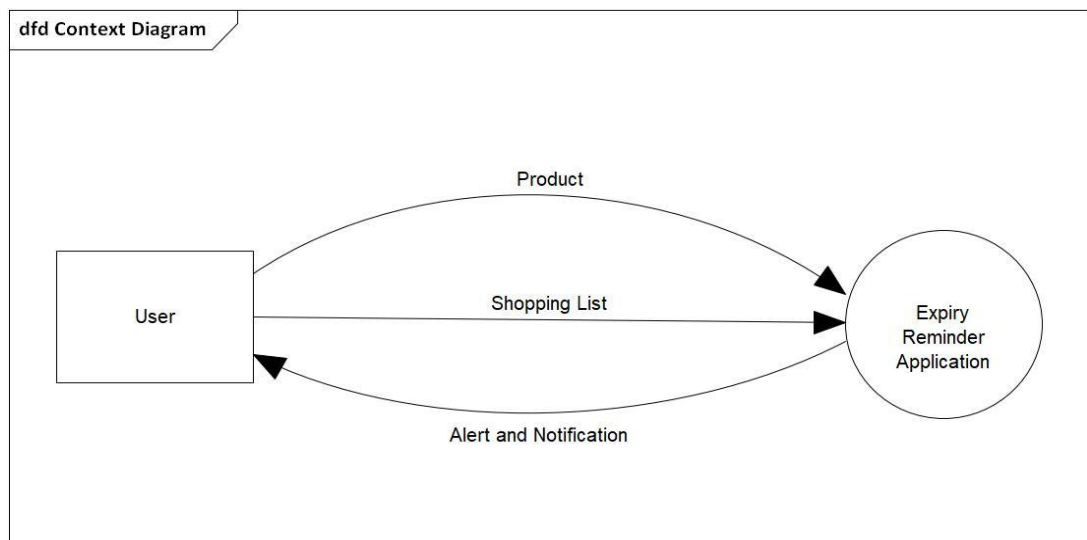 dfd Context Diagram
Product
User
Shopping List
Expiry
Reminder
Application
Alert and Notification